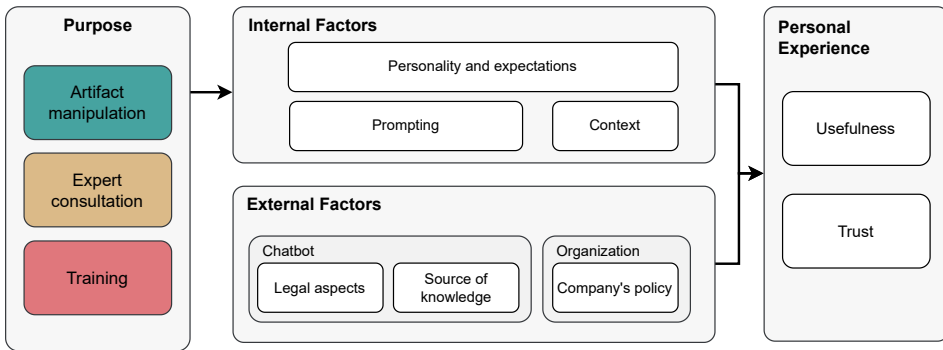 Purpose
Artifact
manipulation
Expert
consultation
Training
Internal Factors
Personality and expectations
Prompting
Context
External Factors
Chatbot
Legal aspects
Source of
knowledge
Organization
Company's policy
Personal
Experience
Usefulness
Trust